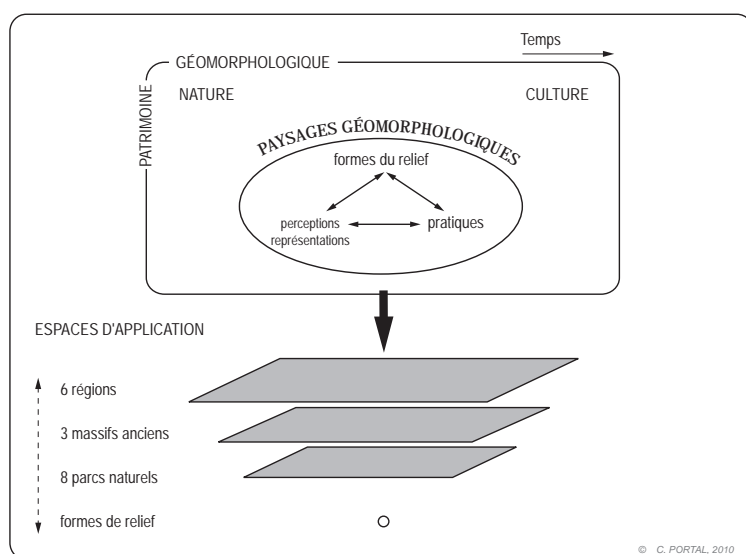 Temps
GÉOMORPHOLOGIQUE
PATRIMOINE
NATURE
CULTURE
PAYSAGES GÉOMORPHOLOGIQUES
formes du relief
perceptions
représentations
pratiques
ESPACES D'APPLICATION
6 régions
3 massifs anciens
8 parcs naturels
formes de relief
© C. PORTAL, 2010